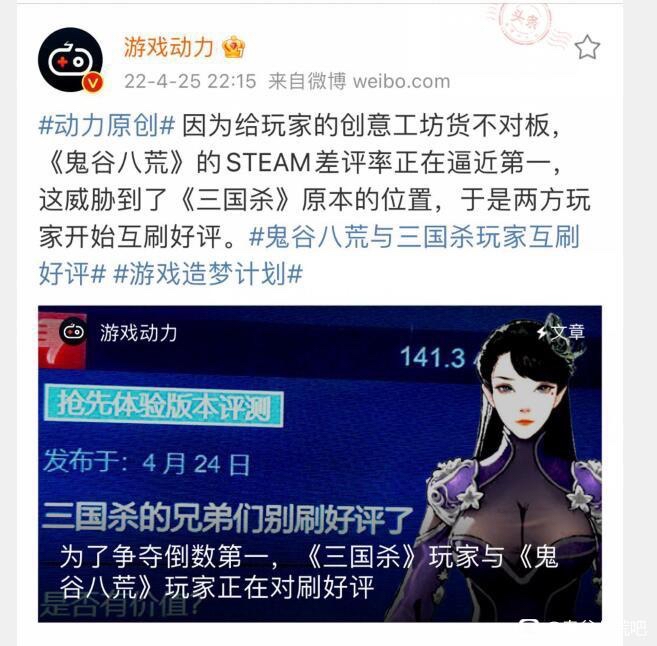 头条
游戏动力
22-4-25 22:15 来自微博 weibo.com
#动力原创# 因为给玩家的创意工坊货不对板，
《鬼谷八荒》的STEAM差评率正在逼近第一，
这威胁到了《三国杀》原本的位置，于是两方玩
家开始互刷好评。#鬼谷八荒与三国杀玩家互刷
好评# #游戏造梦计划#
游戏动力
文章
141.3
抢先体验版本评测
发布于：4 月 24 日
三国杀的兄弟们别刷好评了
为了争夺倒数第一，《三国杀》玩家与《鬼
谷八荒》玩家正在对刷好评
是否有价值？